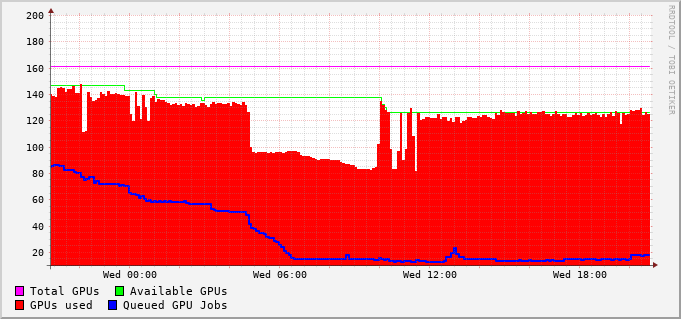 200
180
160
140
120
100
80
60
40
20
Wed 00:00 Wed 06:00 Wed 12:00 Wed 18:00
Total GPUs Available GPUs
GPUs used Queued GPU Jobs
RRDTOOL / TOBI OETIKER